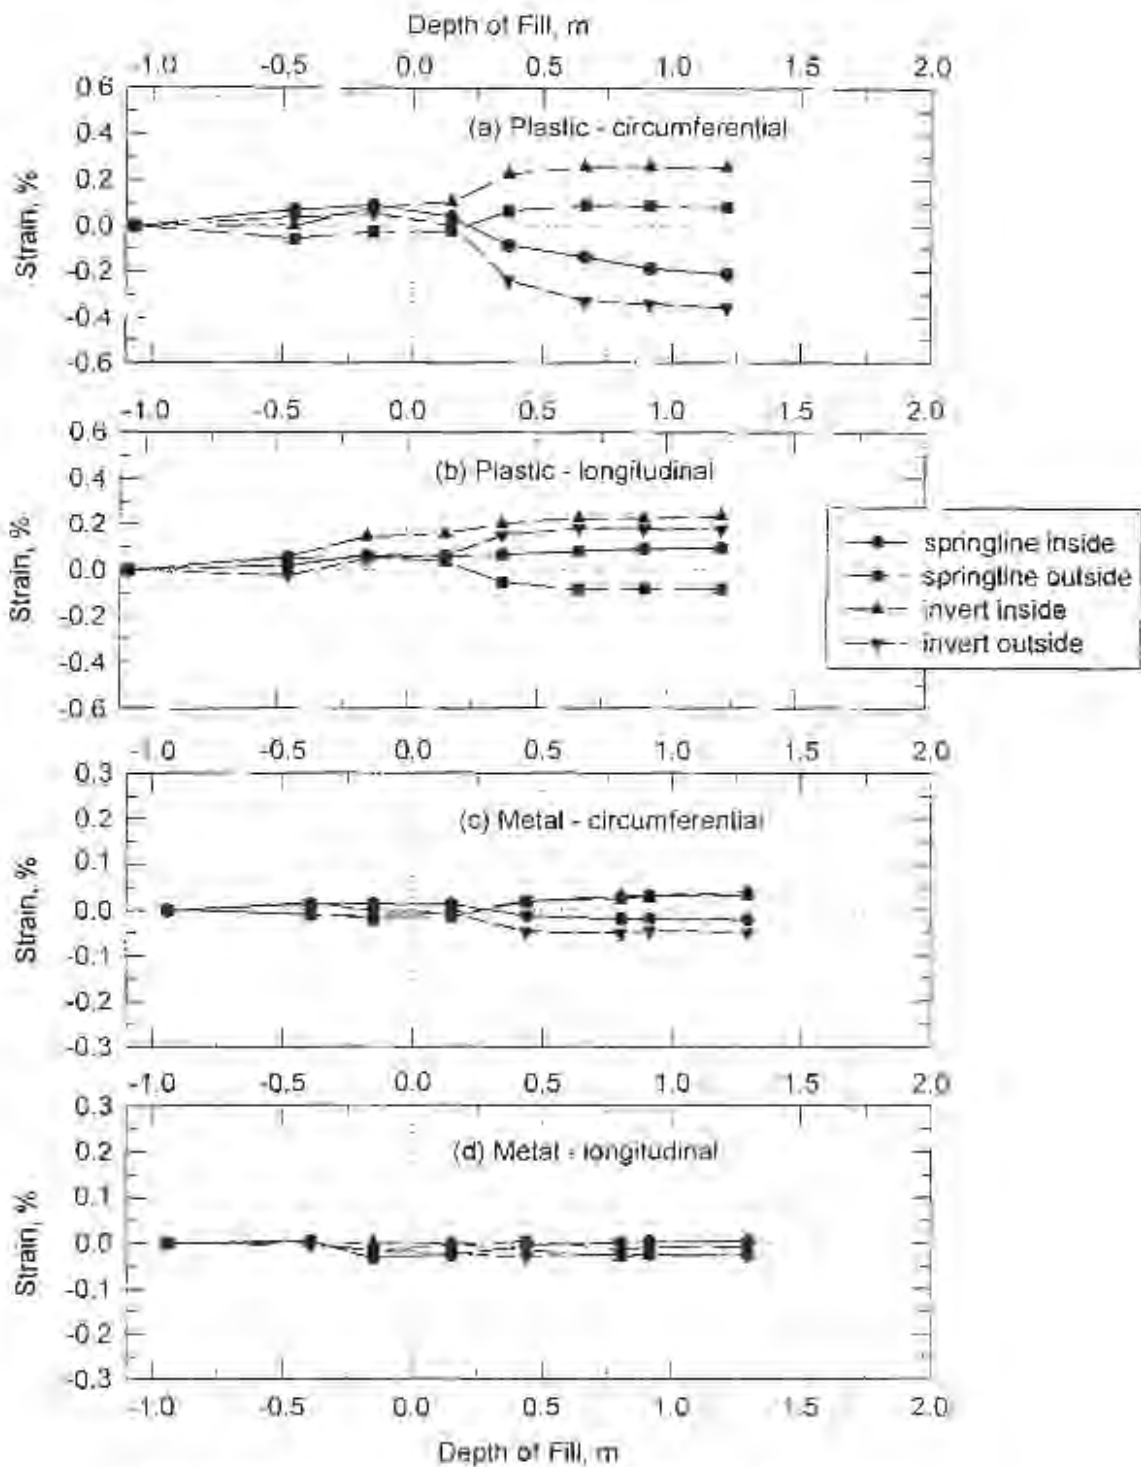 Depth of Fill, m
-1.0 -0.5 0.0 0.5 1.0 1.5 2.0
0.6
0.4
0.2
0.0
-0.2
-0.4
-0.6
Strain, %
(a) Plastic - circumferential
-1.0 -0.5 0.0 0.5 1.0 1.5 2.0
0.6
0.4
0.2
0.0
-0.2
-0.4
-0.6
Strain, %
(b) Plastic - longitudinal
springline inside
springline outside
invert inside
invert outside
-1.0 -0.5 0.0 0.5 1.0 1.5 2.0
0.3
0.2
0.1
0.0
-0.1
-0.2
-0.3
Strain, %
(c) Metal - circumferential
-1.0 -0.5 0.0 0.5 1.0 1.5 2.0
0.3
0.2
0.1
0.0
-0.1
-0.2
-0.3
Strain, %
(d) Metal - longitudinal
-1.0 -0.5 0.0 0.5 1.0 1.5 2.0
Depth of Fill, m